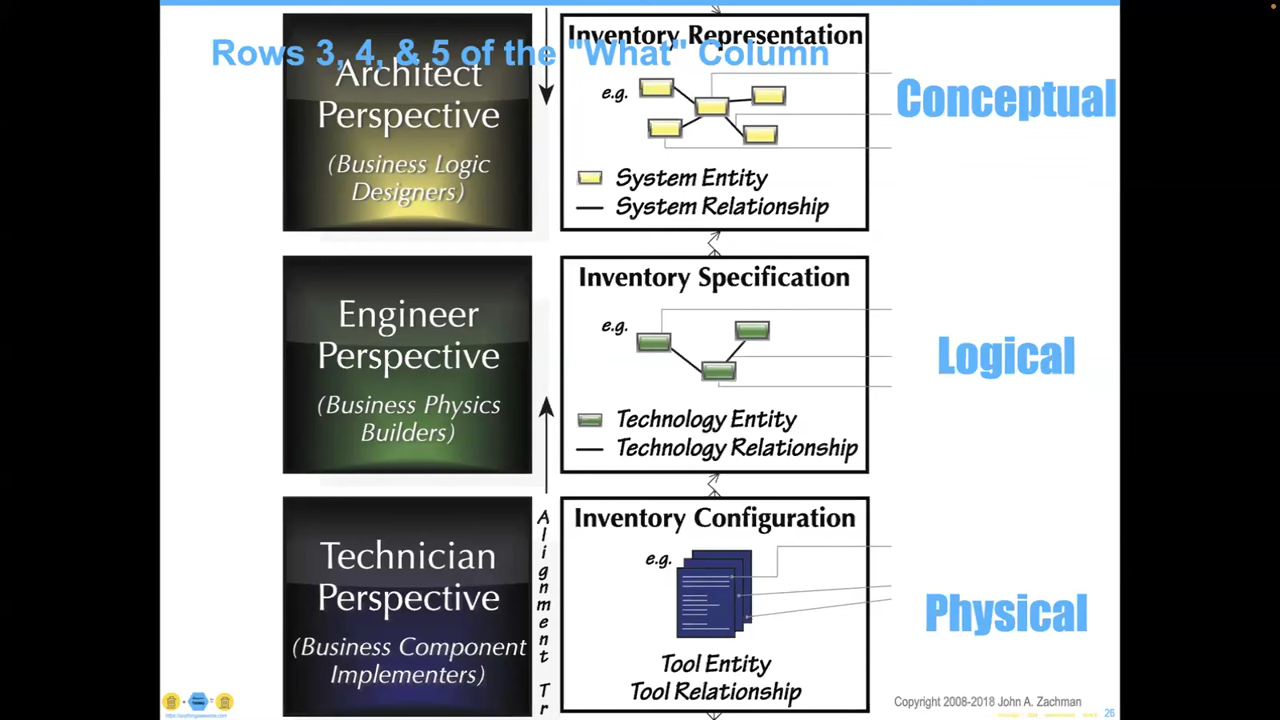 Rows 3, 4, & 5 of the "What" Column
Architect
Perspective
(Business Logic
Designers)
Inventory Representation
e.g.
System Entity
System Relationship
Conceptual
Engineer
Perspective
(Business Physics
Builders)
Inventory Specification
e.g.
Technology Entity
Technology Relationship
Logical
Technician
Perspective
(Business Component
Implementers)
Alignment Tr
Inventory Configuration
e.g.
Tool Entity
Tool Relationship
Physical
Copyright 2008-2018 John A. Zachman
26